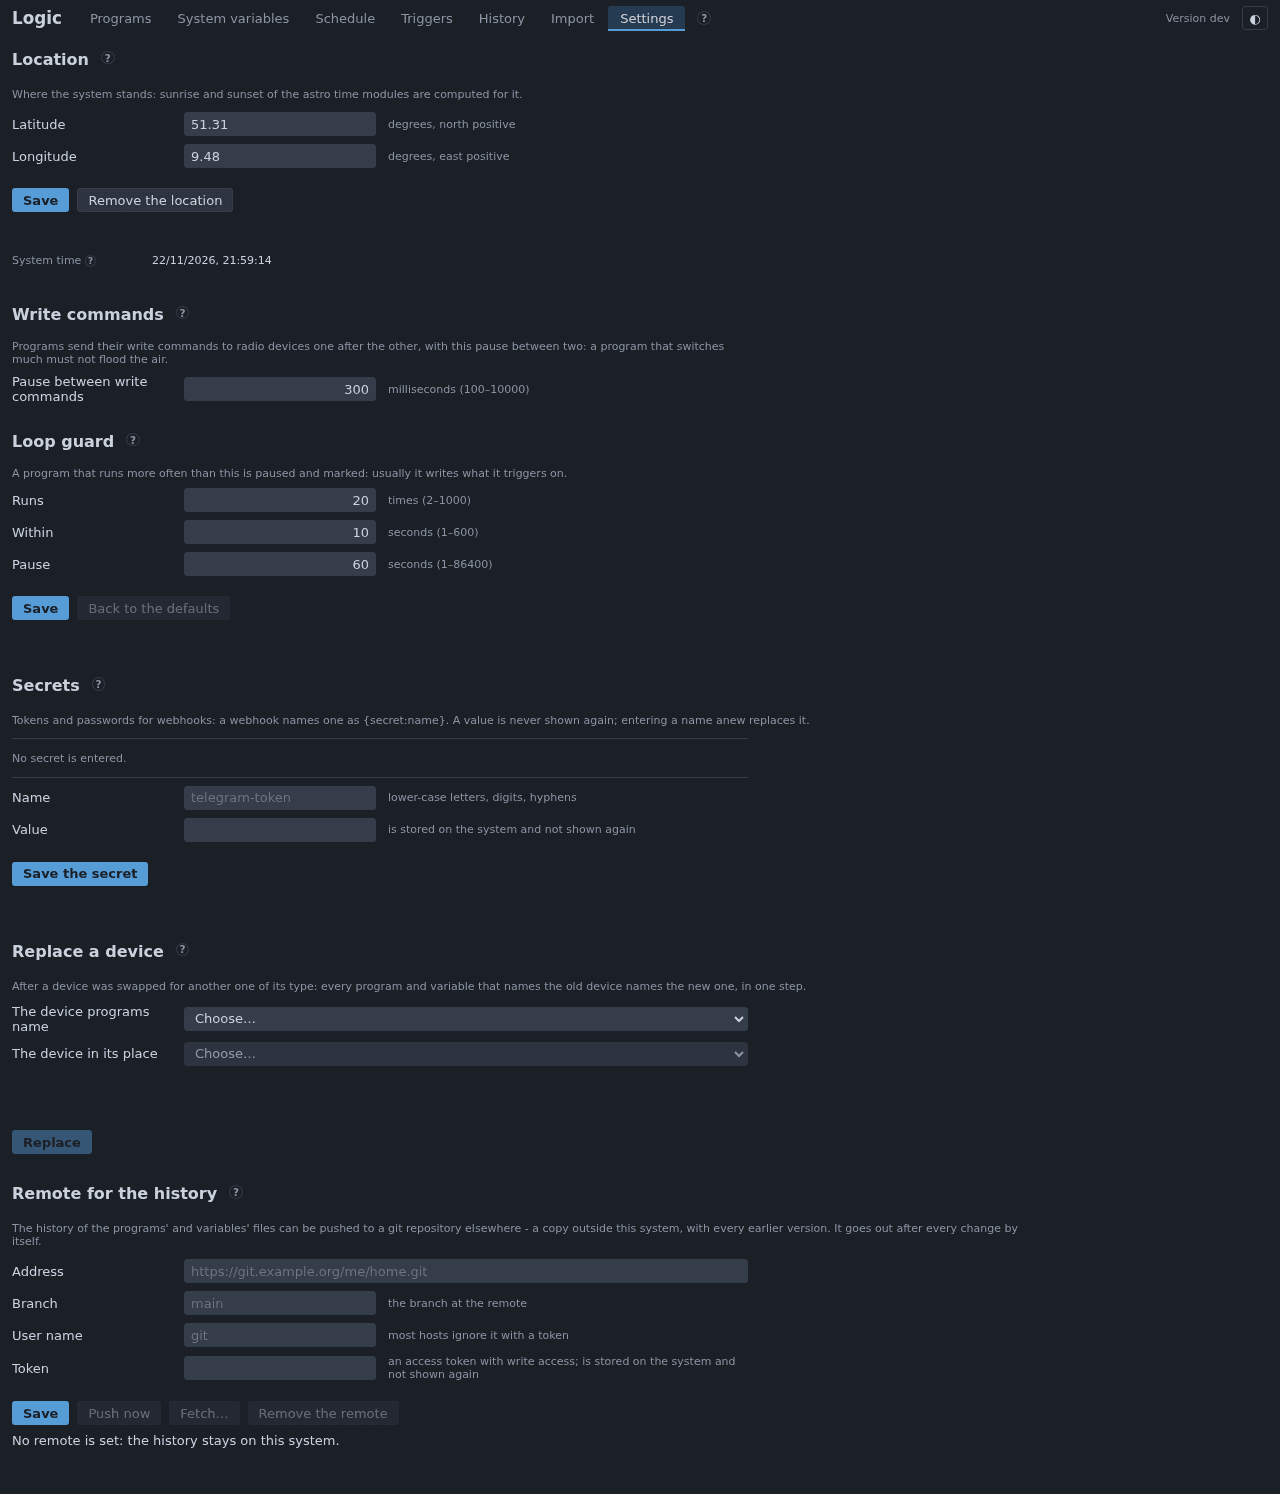 Logic
Programs
System variables
Schedule
Triggers
History
Import
Settings
?
Version dev
Location ?
Where the system stands: sunrise and sunset of the astro time modules are computed for it.
Latitude 51.31 degrees, north positive
Longitude 9.48 degrees, east positive
Save Remove the location
System time ? 22/11/2026, 21:59:14
Write commands ?
Programs send their write commands to radio devices one after the other, with this pause between two: a program that switches
much must not flood the air.
Pause between write
commands
300 milliseconds (100–10000)
Loop guard ?
A program that runs more often than this is paused and marked: usually it writes what it triggers on.
Runs 20 times (2–1000)
Within 10 seconds (1–600)
Pause 60 seconds (1–86400)
Save Back to the defaults
Secrets ?
Tokens and passwords for webhooks: a webhook names one as {secret:name}. A value is never shown again; entering a name anew replaces it.
No secret is entered.
Name telegram-token lower-case letters, digits, hyphens
Value is stored on the system and not shown again
Save the secret
Replace a device ?
After a device was swapped for another one of its type: every program and variable that names the old device names the new one, in one step.
The device programs
name
Choose…
The device in its place Choose…
Replace
Remote for the history ?
The history of the programs' and variables' files can be pushed to a git repository elsewhere - a copy outside this system, with every earlier version. It goes out after every change by
itself.
Address https://git.example.org/me/home.git
Branch main the branch at the remote
User name git most hosts ignore it with a token
Token an access token with write access; is stored on the system and
not shown again
Save Push now Fetch… Remove the remote
No remote is set: the history stays on this system.